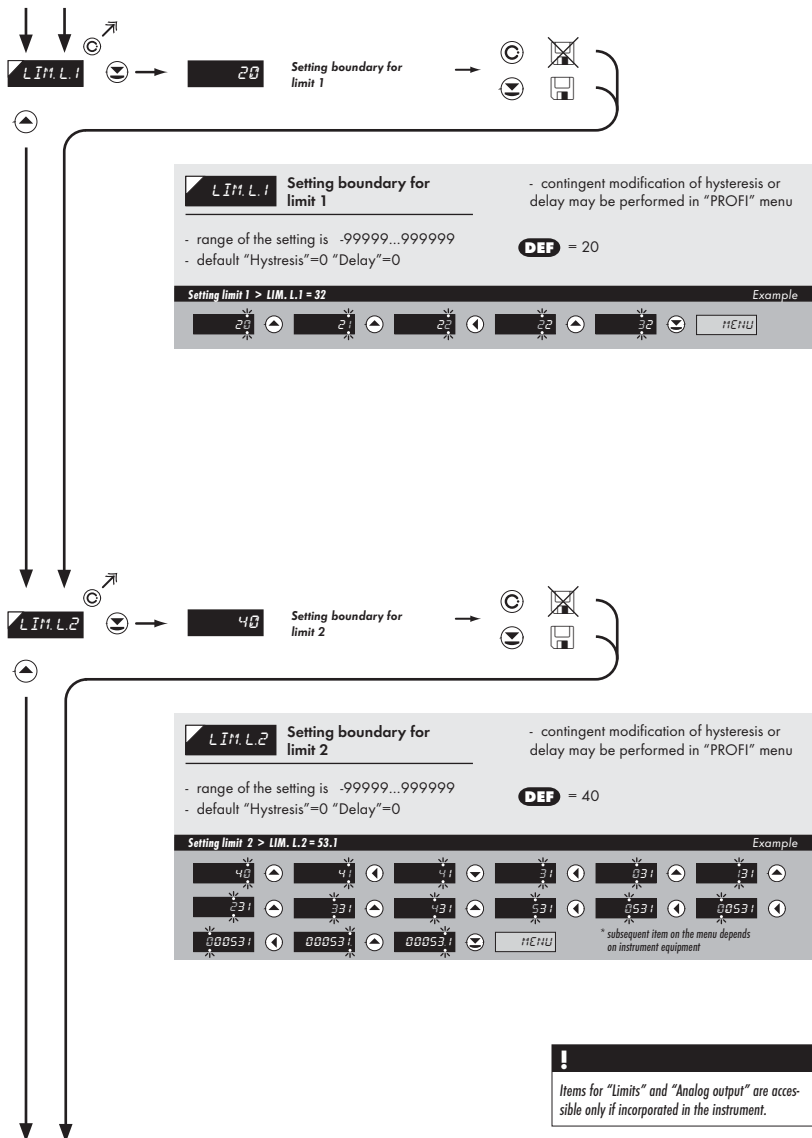 LIM. L.1
20
Setting boundary for
limit 1
LIM. L.1
Setting boundary for
limit 1
- range of the setting is -99999...999999
- default "Hystresis"=0 "Delay"=0
- contingent modification of hysteresis or
delay may be performed in "PROFI" menu
DEF = 20
Setting limit 1 > LIM. L.1 = 32 Example
20 21 22 22 32 MENU
LIM. L.2
40
Setting boundary for
limit 2
LIM. L.2
Setting boundary for
limit 2
- range of the setting is -99999...999999
- default "Hystresis"=0 "Delay"=0
- contingent modification of hysteresis or
delay may be performed in "PROFI" menu
DEF = 40
Setting limit 2 > LIM. L.2 = 53.1 Example
40 41 41 31 031 131
231 331 431 531 0531 00531
000531 000531. 00053.1 MENU
* subsequent item on the menu depends
on instrument equipment
!
Items for "Limits" and "Analog output" are acces-
sible only if incorporated in the instrument.